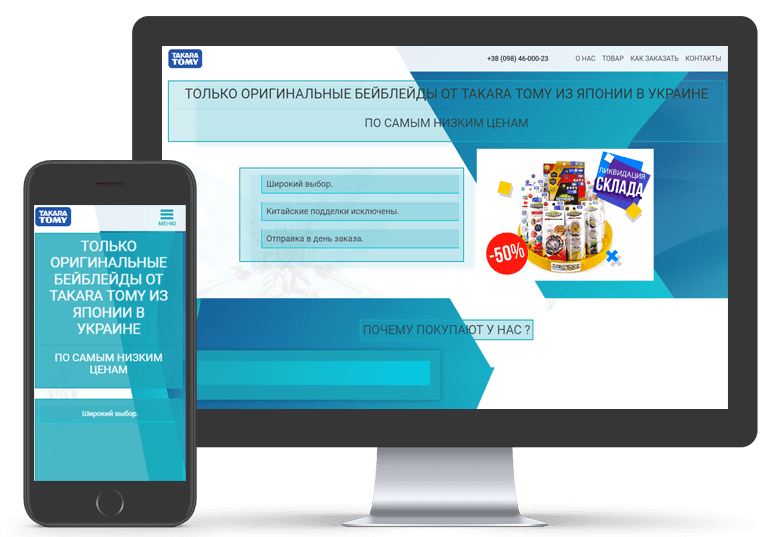 TAKARA
TOMY
+38 (098) 46-000-23
О НАС
ТОВАР
КАК ЗАКАЗАТЬ
КОНТАКТЫ
ТОЛЬКО ОРИГИНАЛЬНЫЕ БЕЙБЛЕЙДЫ ОТ TAKARA TOMY ИЗ ЯПОНИИ В УКРАИНЕ
ПО САМЫМ НИЗКИМ ЦЕНАМ
Широкий выбор.
Китайские подделки исключены.
Отправка в день заказа.
ЛИКВИДАЦИЯ
СКЛАДА
-50%
ПОЧЕМУ ПОКУПАЮТ У НАС ?
TAKARA
TOMY
МЕНЮ
ТОЛЬКО
ОРИГИНАЛЬНЫЕ
БЕЙБЛЕЙДЫ ОТ
TAKARA TOMY ИЗ
ЯПОНИИ В
УКРАИНЕ
ПО САМЫМ НИЗКИМ
ЦЕНАМ
Широкий выбор.